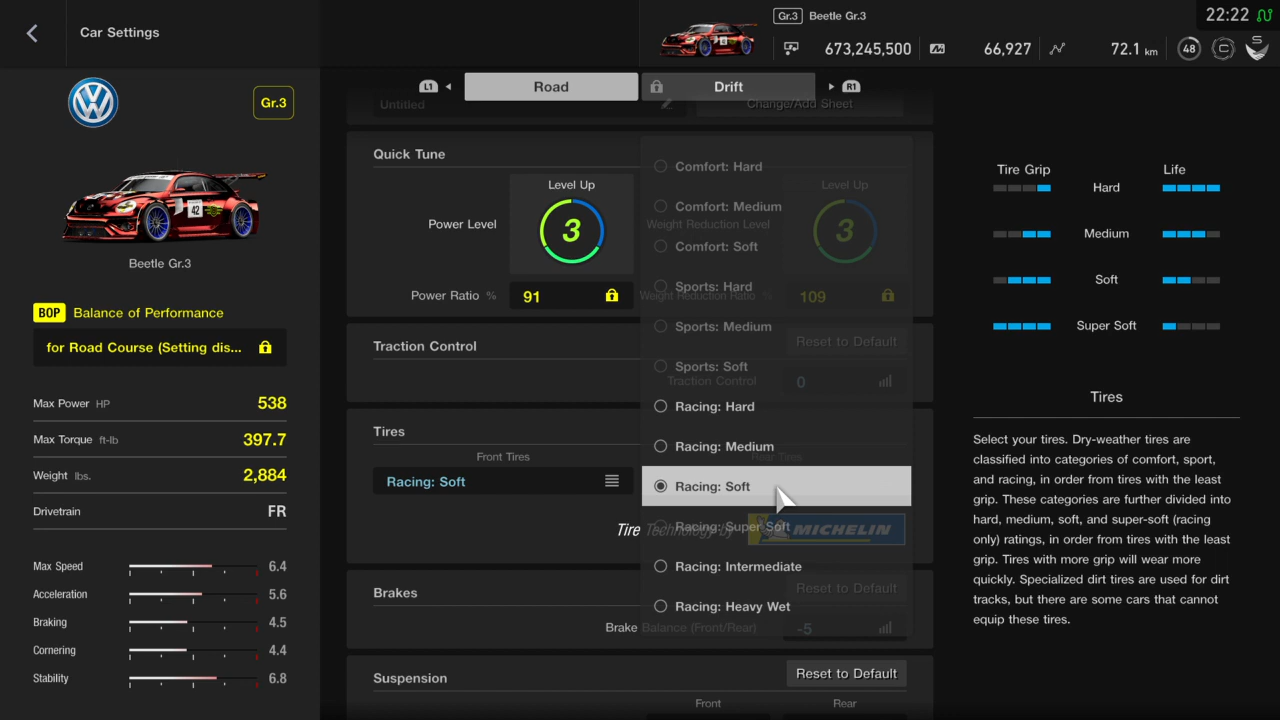 Car Settings
Gr.3 Beetle Gr.3
673,245,500
66,927
72.1 km
48
C
S
22:22
Gr.3
42
Beetle Gr.3
BOP Balance of Performance
for Road Course (Setting dis...
Max Power HP 538
Max Torque ft-lb 397.7
Weight lbs. 2,884
Drivetrain FR
Max Speed 6.4
Acceleration 5.6
Braking 4.5
Cornering 4.4
Stability 6.8
L1 Road Drift R1
Untitled Change/Add Sheet
Quick Tune
Level Up Level Up
Power Level 3 Weight Reduction Level 3
Power Ratio % 91 Weight Reduction Ratio % 109
Traction Control Reset to Default
Traction Control 0
Tires
Front Tires Rear Tires
Racing: Soft
Tire Technology by MICHELIN
Brakes Reset to Default
Brake Balance (Front/Rear) -5
Suspension Reset to Default
Front Rear
Comfort: Hard
Comfort: Medium
Comfort: Soft
Sports: Hard
Sports: Medium
Sports: Soft
Racing: Hard
Racing: Medium
Racing: Soft
Racing: Super Soft
Racing: Intermediate
Racing: Heavy Wet
Tire Grip Life
Hard
Medium
Soft
Super Soft
Tires
Select your tires. Dry-weather tires are
classified into categories of comfort, sport,
and racing, in order from tires with the least
grip. These categories are further divided into
hard, medium, soft, and super-soft (racing
only) ratings, in order from tires with the least
grip. Tires with more grip will wear more
quickly. Specialized dirt tires are used for dirt
tracks, but there are some cars that cannot
equip these tires.